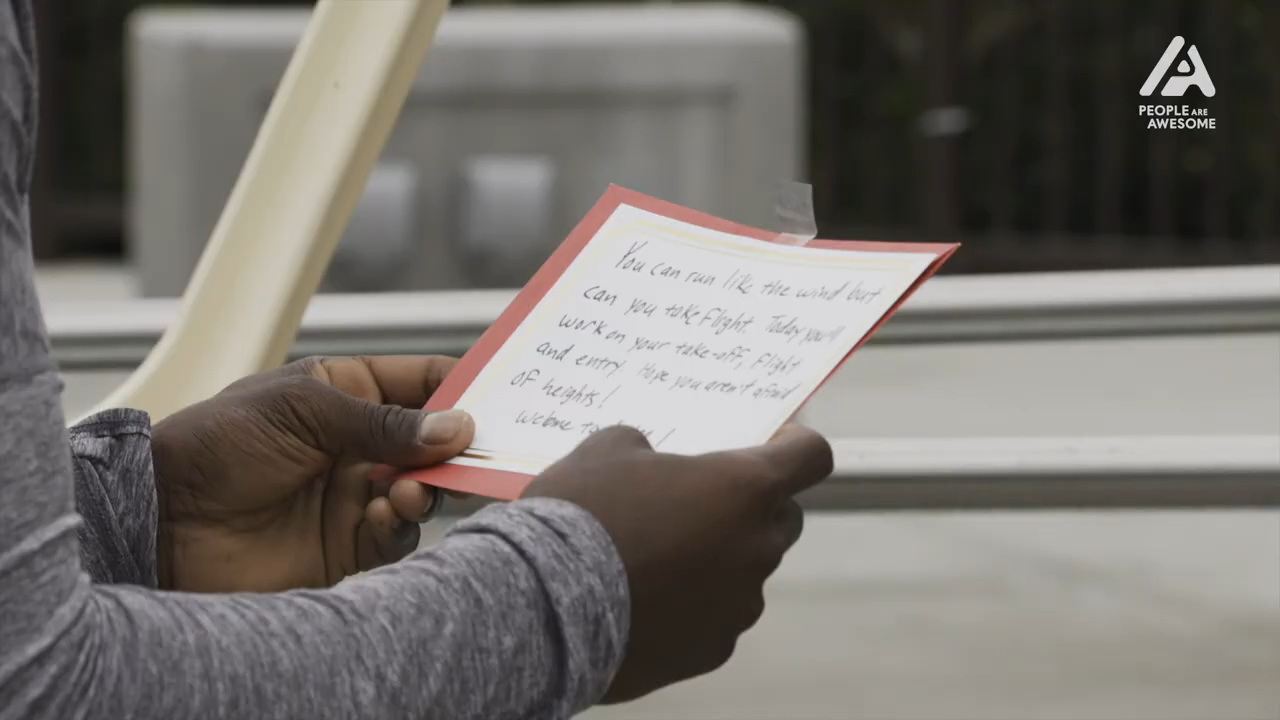 PEOPLE ARE
AWESOME
You can run like the wind but
can you take flight. Today you'll
work on your take-off, flight
and entry. Hope you aren't afraid
of heights!
to